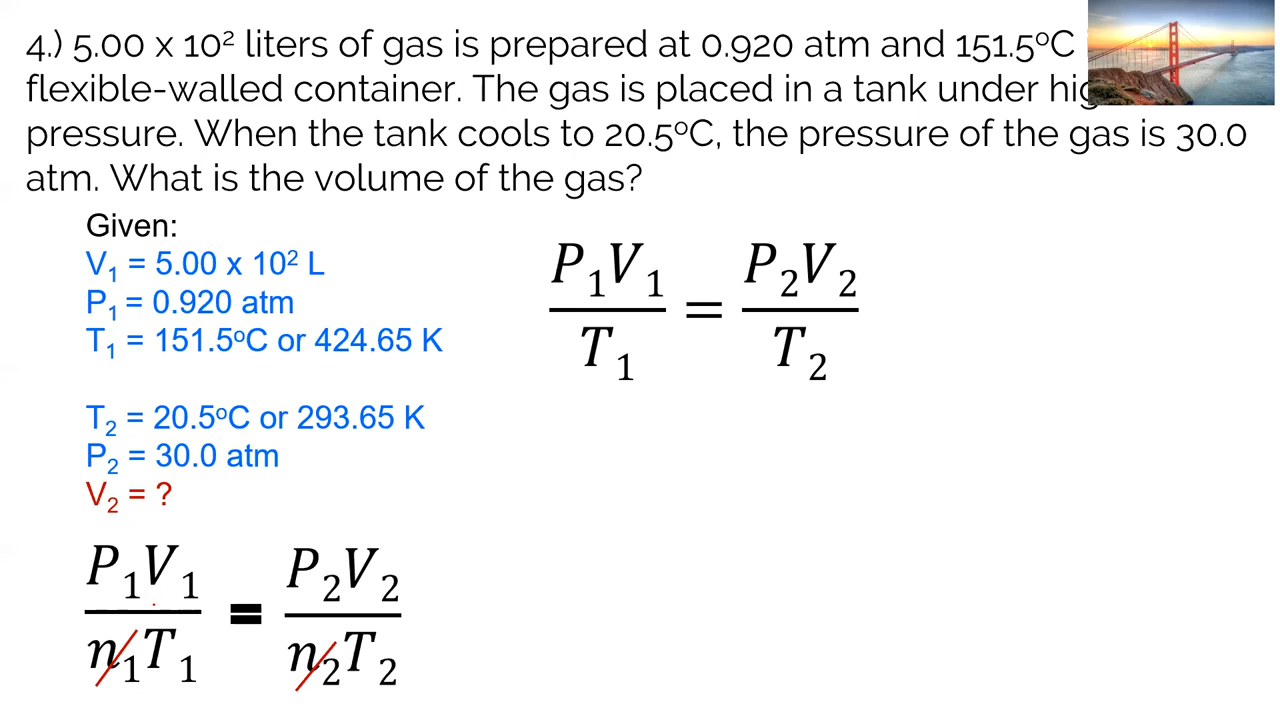 4.) 5.00 x 10² liters of gas is prepared at 0.920 atm and 151.5ºC
flexible-walled container. The gas is placed in a tank under
pressure. When the tank cools to 20.5ºC, the pressure of the gas is 30.0
atm. What is the volume of the gas?
Given:
V₁ = 5.00 x 10² L
P₁ = 0.920 atm
T₁ = 151.5ºC or 424.65 K
P₁V₁ / T₁ = P₂V₂ / T₂
T₂ = 20.5ºC or 293.65 K
P₂ = 30.0 atm
V₂ = ?
P₁V₁ / n₁T₁ = P₂V₂ / n₂T₂